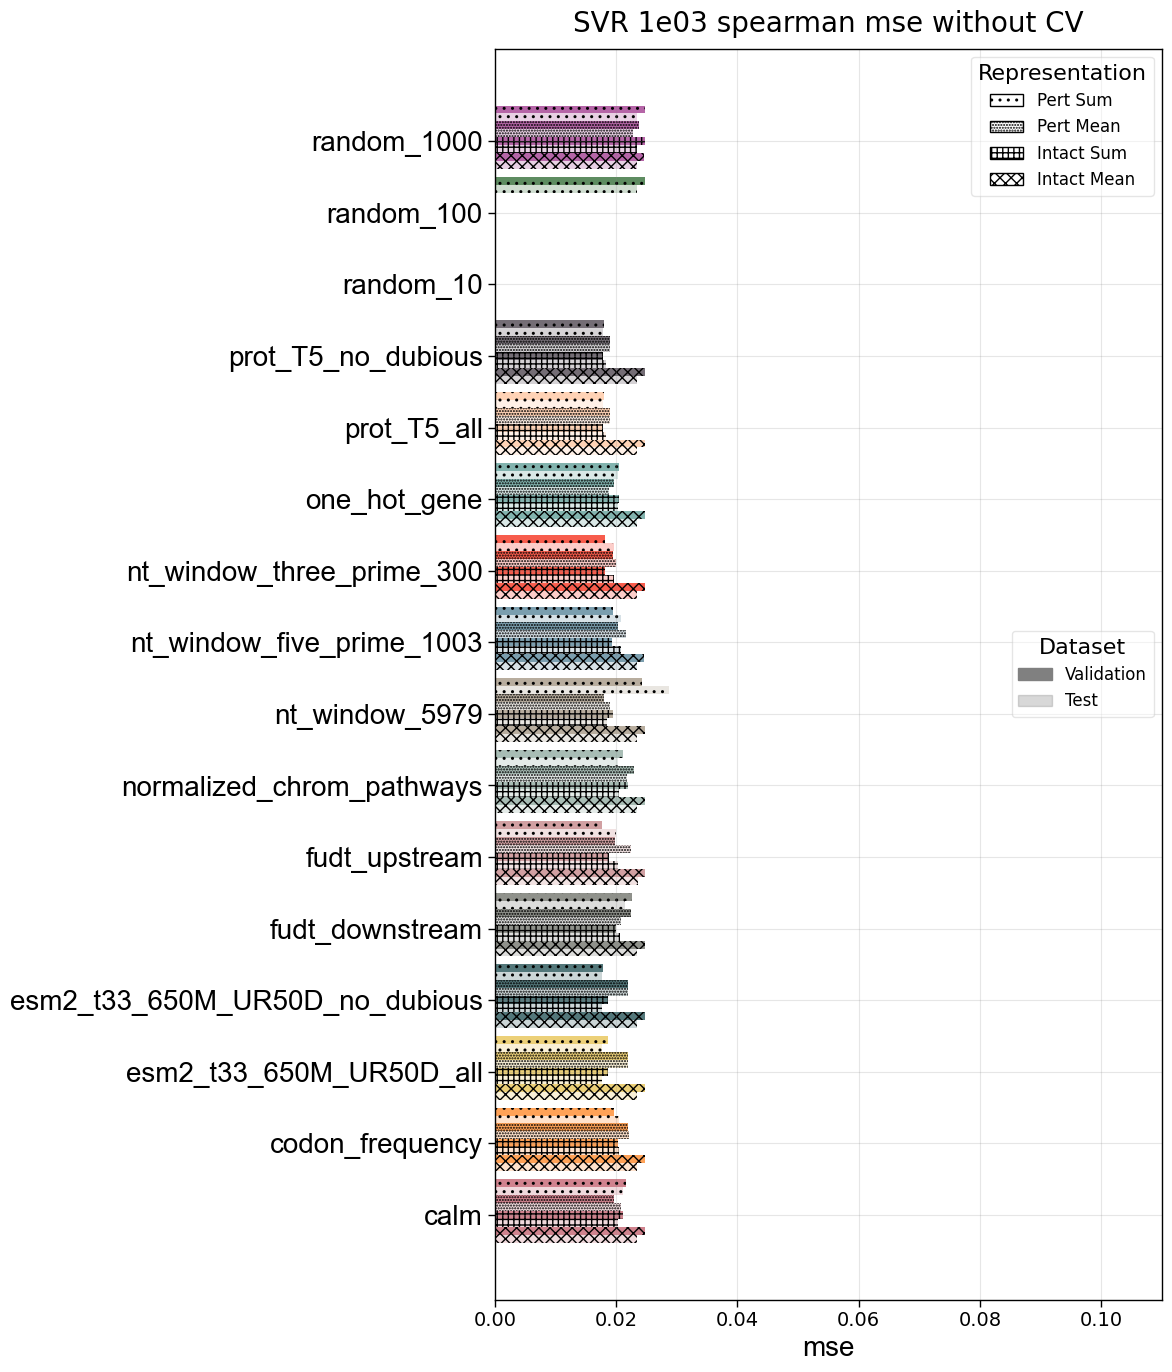 SVR 1e03 spearman mse without CV
Representation
Pert Sum
Pert Mean
Intact Sum
Intact Mean
random_1000
random_100
random_10
prot_T5_no_dubious
prot_T5_all
one_hot_gene
nt_window_three_prime_300
nt_window_five_prime_1003
Dataset
Validation
Test
nt_window_5979
normalized_chrom_pathways
fudt_upstream
fudt_downstream
esm2_t33_650M_UR50D_no_dubious
esm2_t33_650M_UR50D_all
codon_frequency
calm
0.00 0.02 0.04 0.06 0.08 0.10
mse